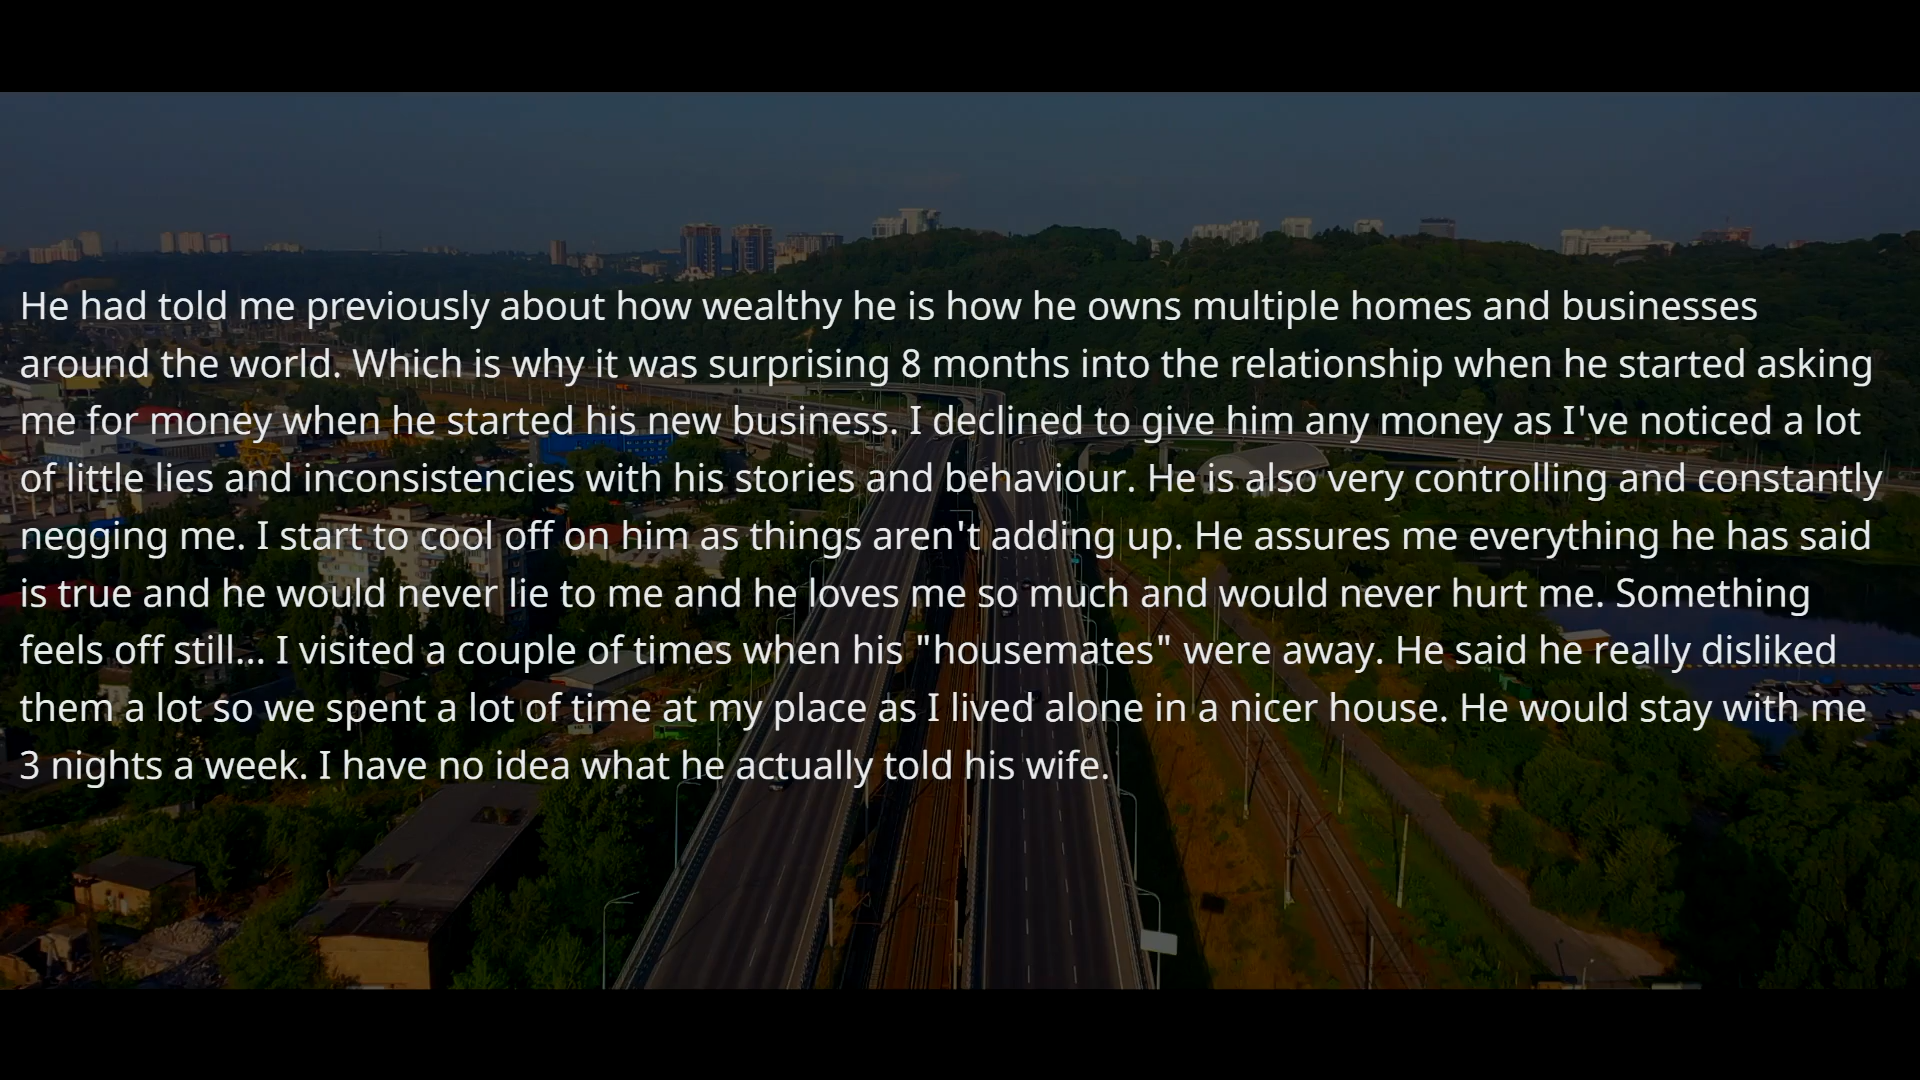 He had told me previously about how wealthy he is how he owns multiple homes and businesses
around the world. Which is why it was surprising 8 months into the relationship when he started asking
me for money when he started his new business. I declined to give him any money as I've noticed a lot
of little lies and inconsistencies with his stories and behaviour. He is also very controlling and constantly
negging me. I start to cool off on him as things aren't adding up. He assures me everything he has said
is true and he would never lie to me and he loves me so much and would never hurt me. Something
feels off still... I visited a couple of times when his "housemates" were away. He said he really disliked
them a lot so we spent a lot of time at my place as I lived alone in a nicer house. He would stay with me
3 nights a week. I have no idea what he actually told his wife.